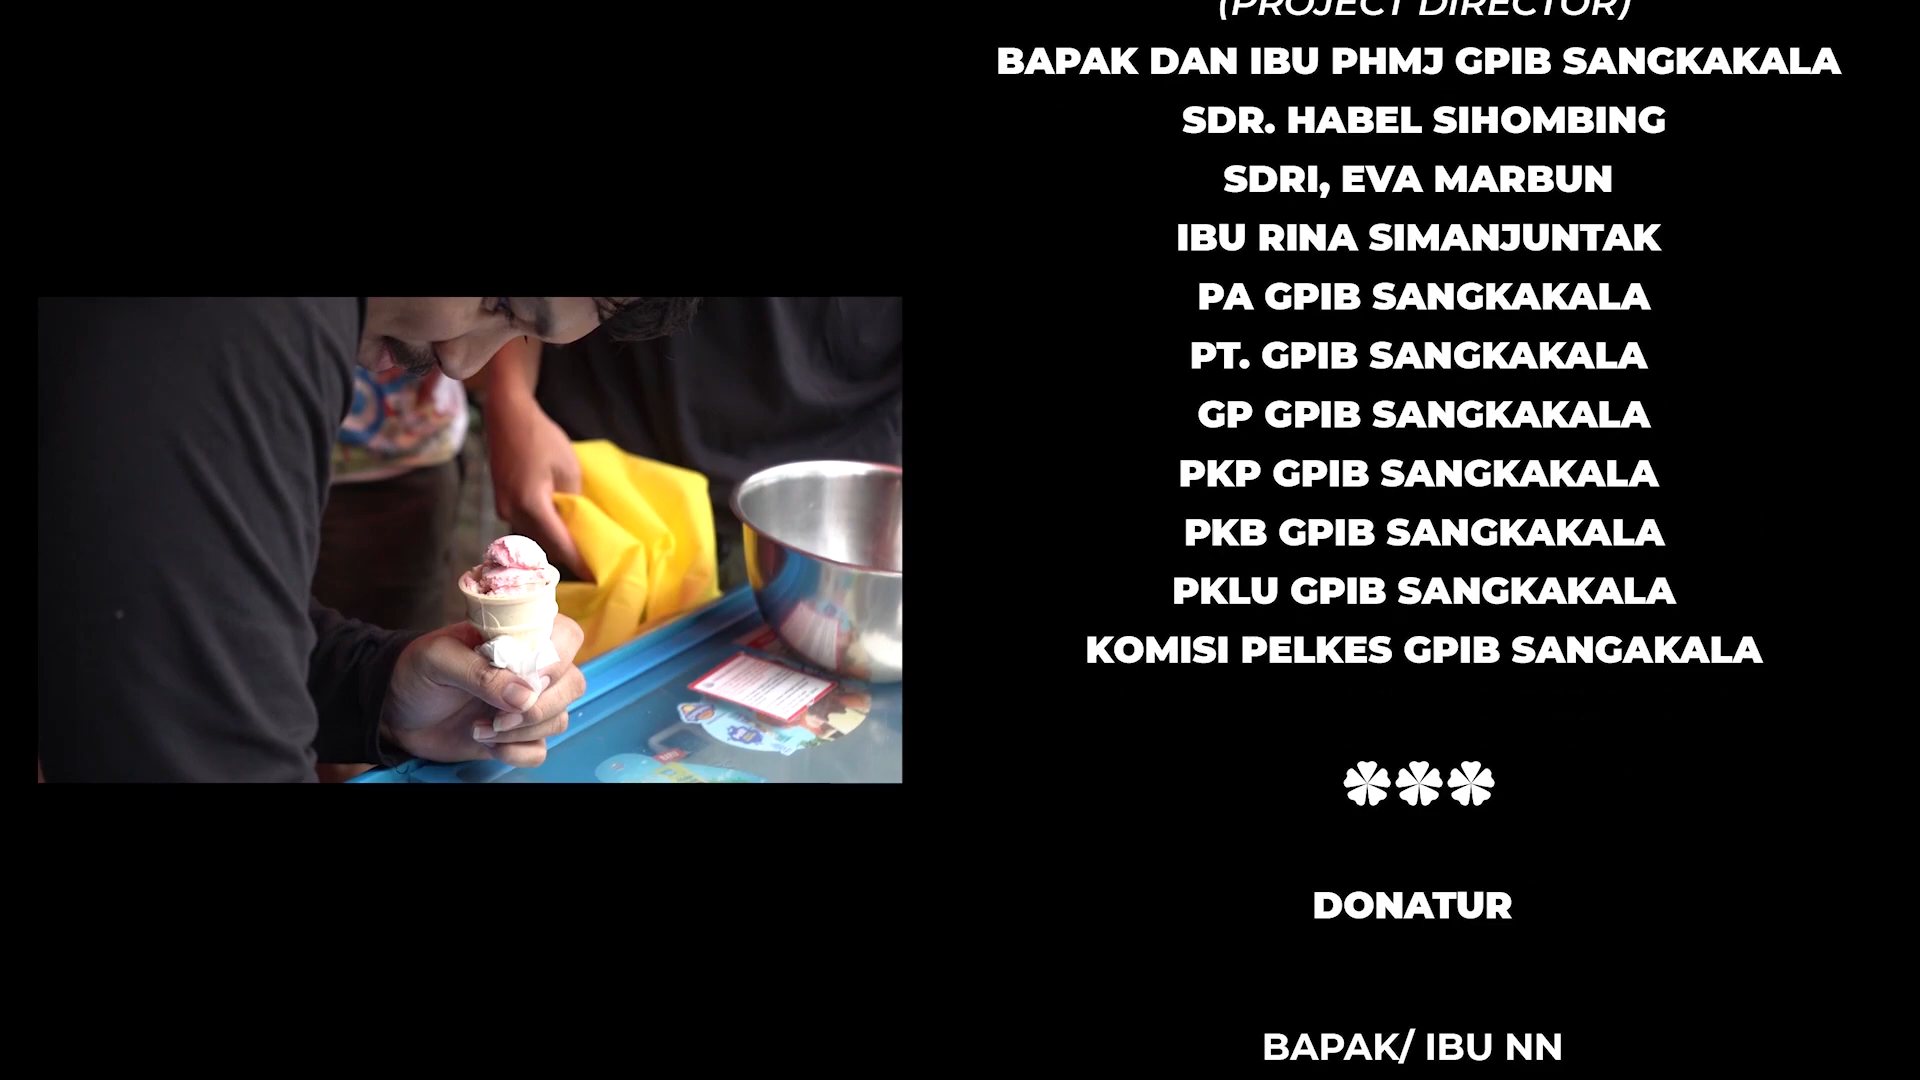 (PROJECT DIRECTOR)
BAPAK DAN IBU PHMJ GPIB SANGKAKALA
SDR. HABEL SIHOMBING
SDRI, EVA MARBUN
IBU RINA SIMANJUNTAK
PA GPIB SANGKAKALA
PT. GPIB SANGKAKALA
GP GPIB SANGKAKALA
PKP GPIB SANGKAKALA
PKB GPIB SANGKAKALA
PKLU GPIB SANGKAKALA
KOMISI PELKES GPIB SANGAKALA
DONATUR
BAPAK/ IBU NN